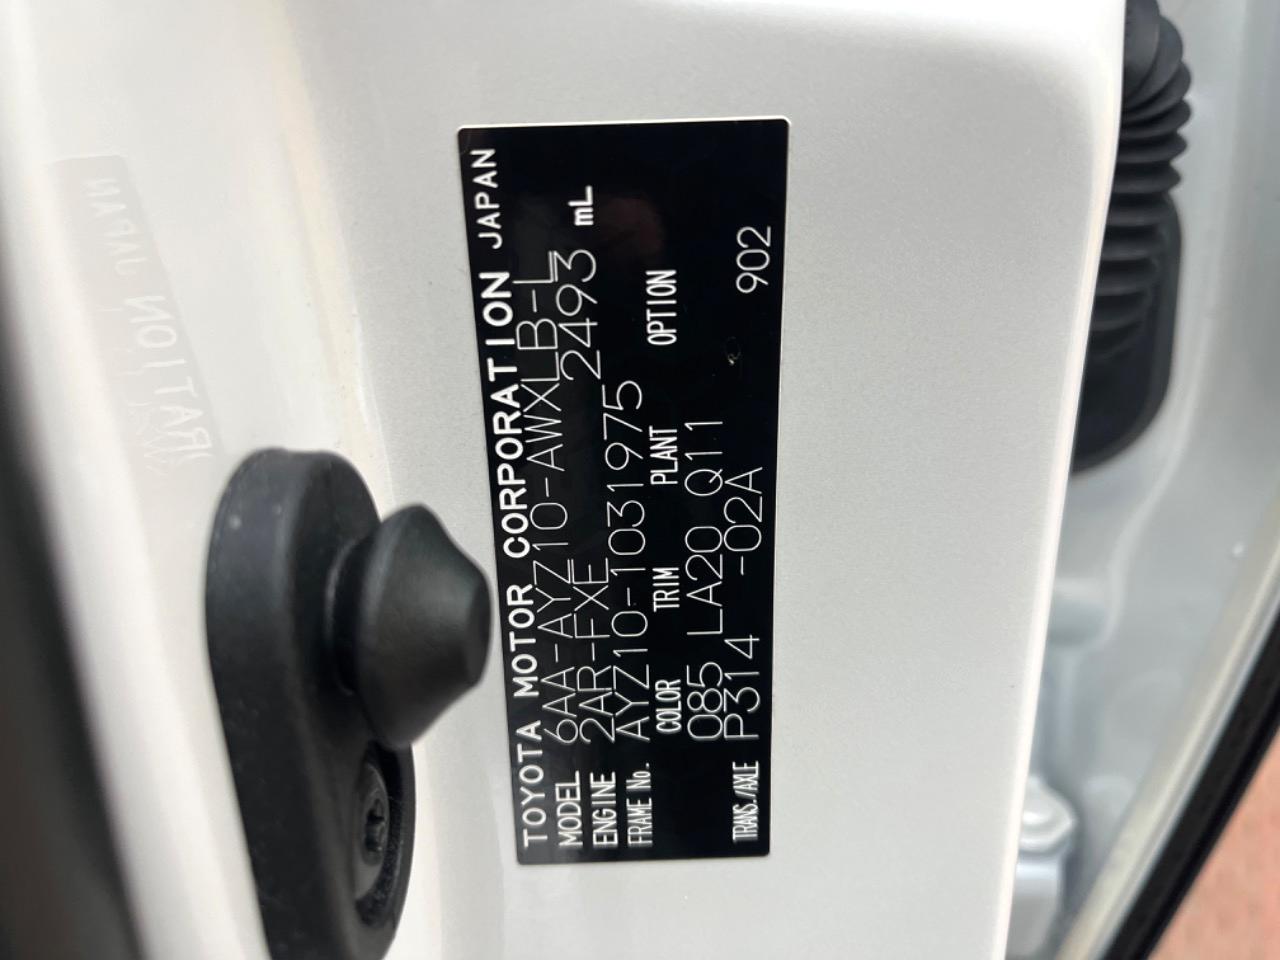 TOYOTA MOTOR CORPORATION JAPAN
MODEL 6AA-AYZ10-AWXLB-L
ENGINE 2AR-FXE 2493 mL
FRAME No. AYZ10-1031975
COLOR TRIM PLANT OPTION
085 LA20 Q11
TRANS./AXLE P314 -02A 902